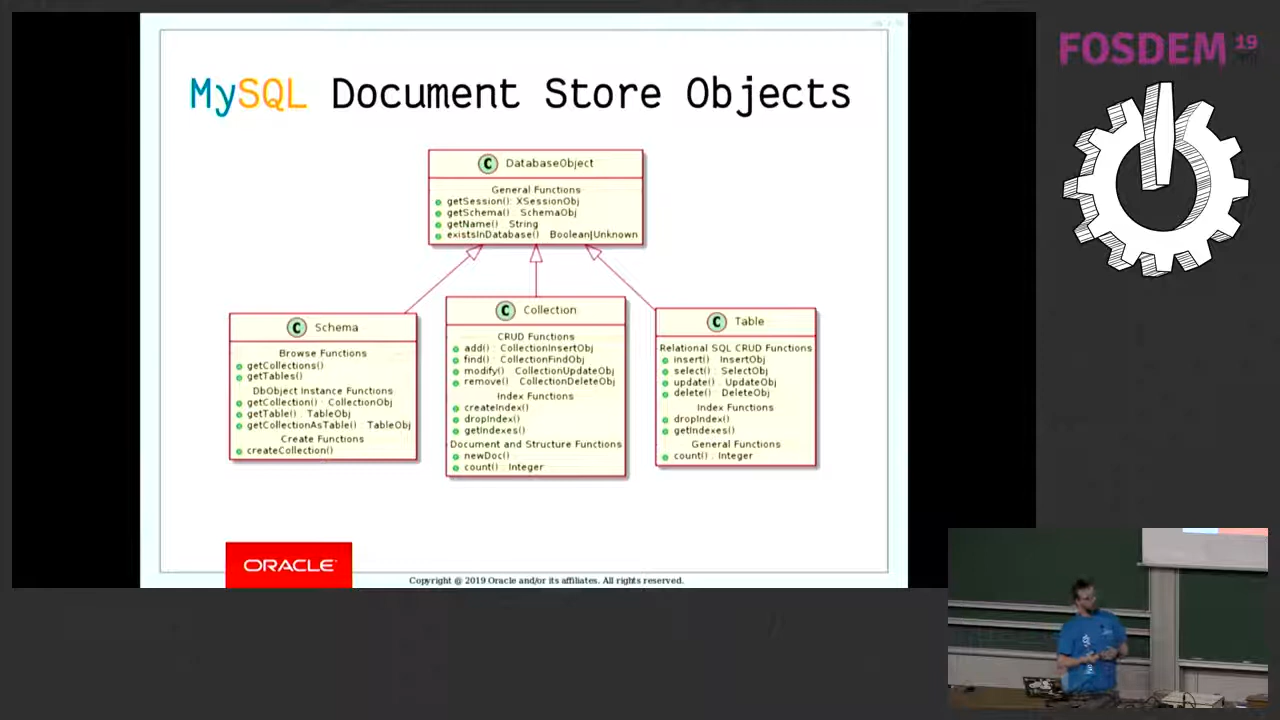 MySQL Document Store Objects
C DatabaseObject
General Functions
getSession(): XSessionObj
getSchema() SchemaObj
getName() String
existsInDatabase() Boolean|Unknown
C Schema
Browse Functions
getCollections()
getTables()
DbObject Instance Functions
getCollection() : CollectionObj
getTable() : TableObj
getCollectionAsTable() TableObj
Create Functions
createCollection()
C Collection
CRUD Functions
add() : CollectionInsertObj
find() : CollectionFindObj
modify() CollectionUpdateObj
remove() CollectionDeleteObj
Index Functions
createIndex()
dropIndex()
getIndexes()
Document and Structure Functions
newDoc()
count() : Integer
C Table
Relational SQL CRUD Functions
insert() InsertObj
select() : SelectObj
update() : UpdateObj
delete() DeleteObj
Index Functions
dropIndex()
getIndexes()
General Functions
count() : Integer
ORACLE
Copyright @ 2019 Oracle and/or its affiliates. All rights reserved.
FOSDEM 19